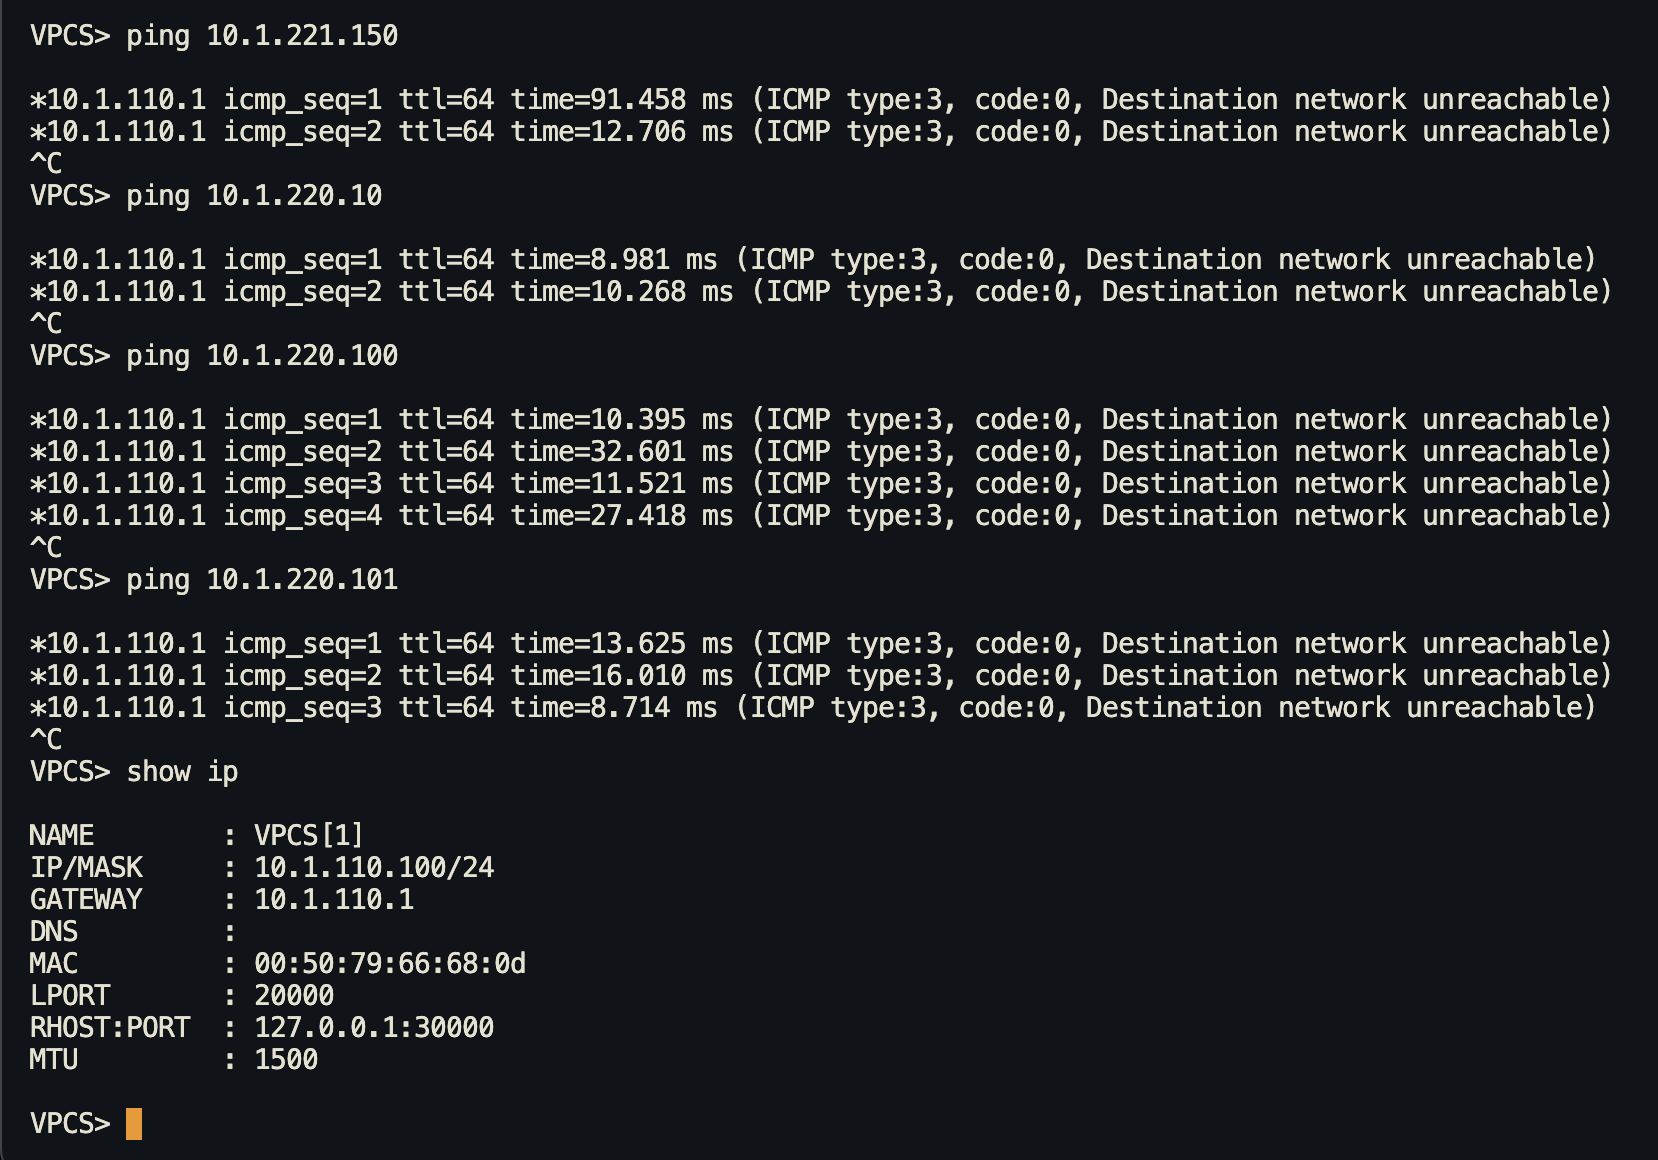 VPCS> ping 10.1.221.150
*10.1.110.1 icmp_seq=1 ttl=64 time=91.458 ms (ICMP type:3, code:0, Destination network unreachable)
*10.1.110.1 icmp_seq=2 ttl=64 time=12.706 ms (ICMP type:3, code:0, Destination network unreachable)
^C
VPCS> ping 10.1.220.10
*10.1.110.1 icmp_seq=1 ttl=64 time=8.981 ms (ICMP type:3, code:0, Destination network unreachable)
*10.1.110.1 icmp_seq=2 ttl=64 time=10.268 ms (ICMP type:3, code:0, Destination network unreachable)
^C
VPCS> ping 10.1.220.100
*10.1.110.1 icmp_seq=1 ttl=64 time=10.395 ms (ICMP type:3, code:0, Destination network unreachable)
*10.1.110.1 icmp_seq=2 ttl=64 time=32.601 ms (ICMP type:3, code:0, Destination network unreachable)
*10.1.110.1 icmp_seq=3 ttl=64 time=11.521 ms (ICMP type:3, code:0, Destination network unreachable)
*10.1.110.1 icmp_seq=4 ttl=64 time=27.418 ms (ICMP type:3, code:0, Destination network unreachable)
^C
VPCS> ping 10.1.220.101
*10.1.110.1 icmp_seq=1 ttl=64 time=13.625 ms (ICMP type:3, code:0, Destination network unreachable)
*10.1.110.1 icmp_seq=2 ttl=64 time=16.010 ms (ICMP type:3, code:0, Destination network unreachable)
*10.1.110.1 icmp_seq=3 ttl=64 time=8.714 ms (ICMP type:3, code:0, Destination network unreachable)
^C
VPCS> show ip
NAME        : VPCS[1]
IP/MASK     : 10.1.110.100/24
GATEWAY     : 10.1.110.1
DNS         :
MAC         : 00:50:79:66:68:0d
LPORT       : 20000
RHOST:PORT  : 127.0.0.1:30000
MTU         : 1500
VPCS>